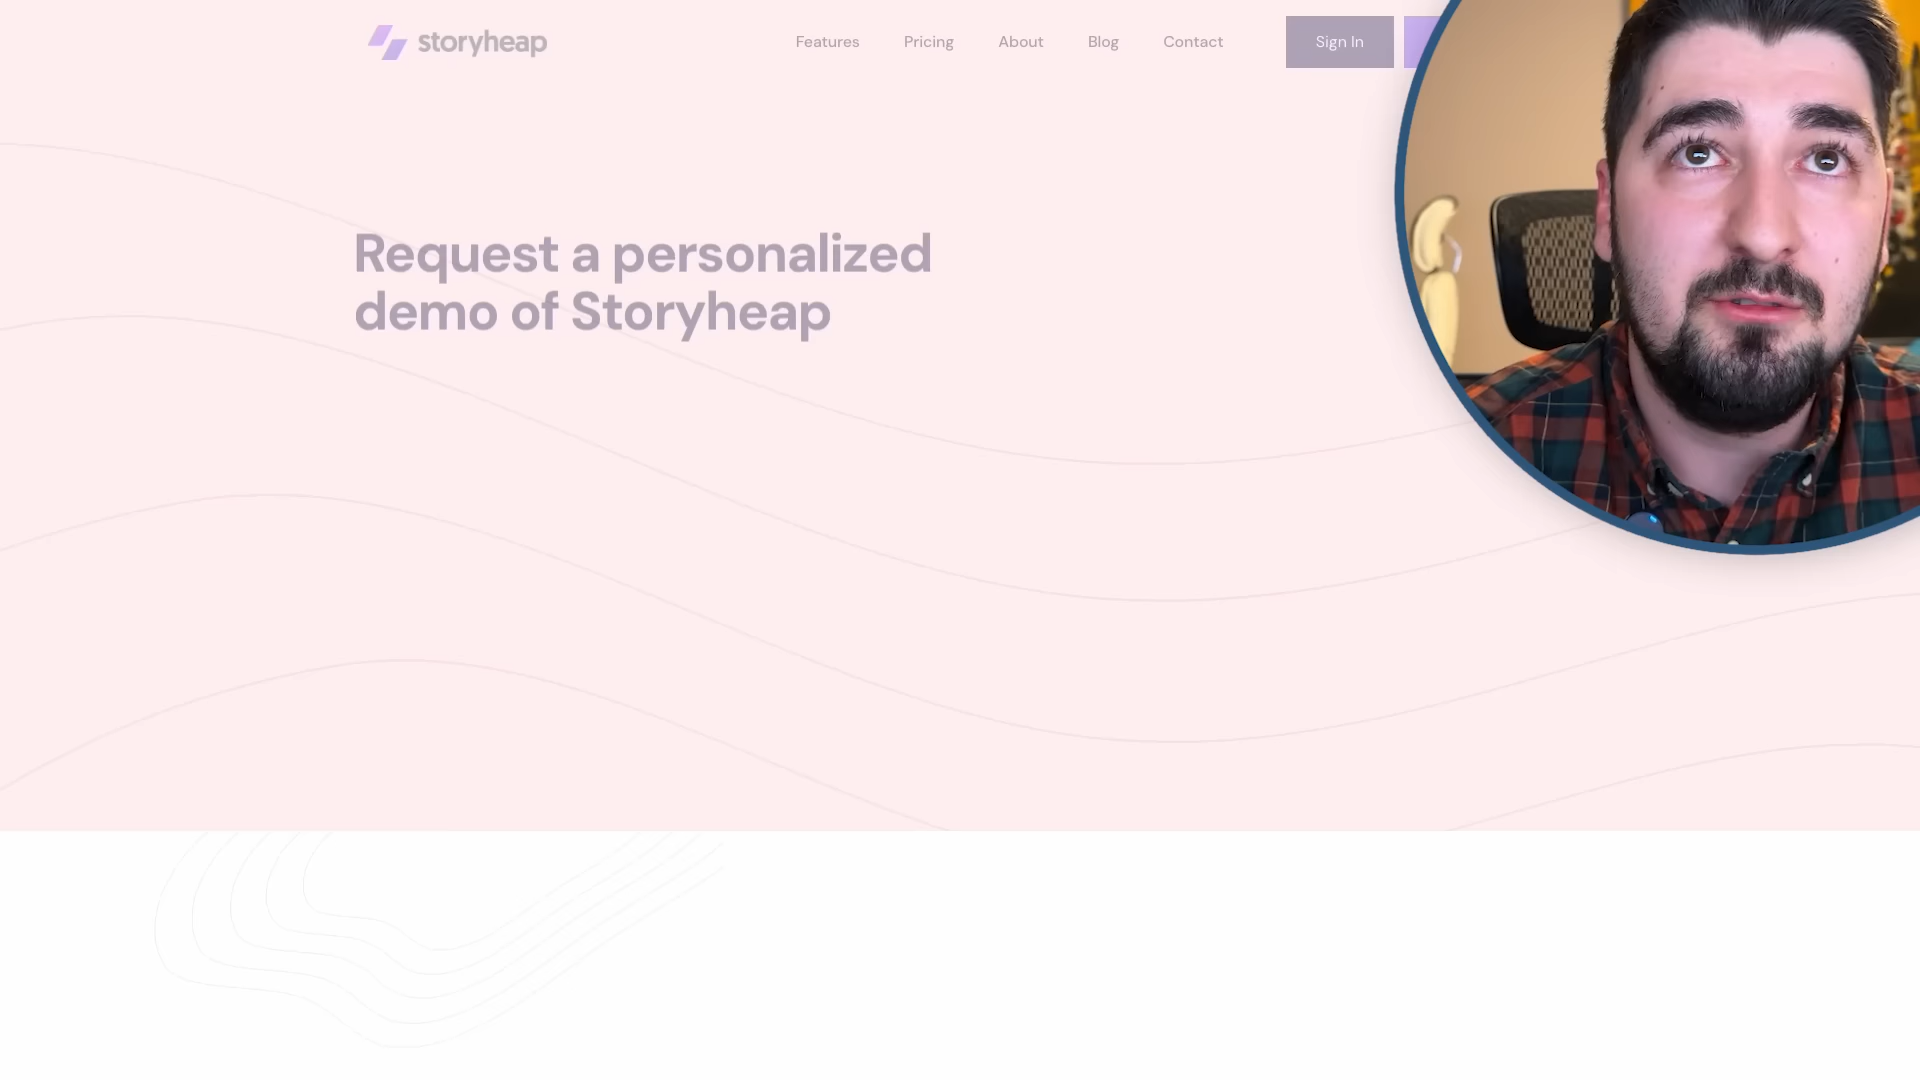 storyheap
Features
Pricing
About
Blog
Contact
Sign In
Request a personalized
demo of Storyheap